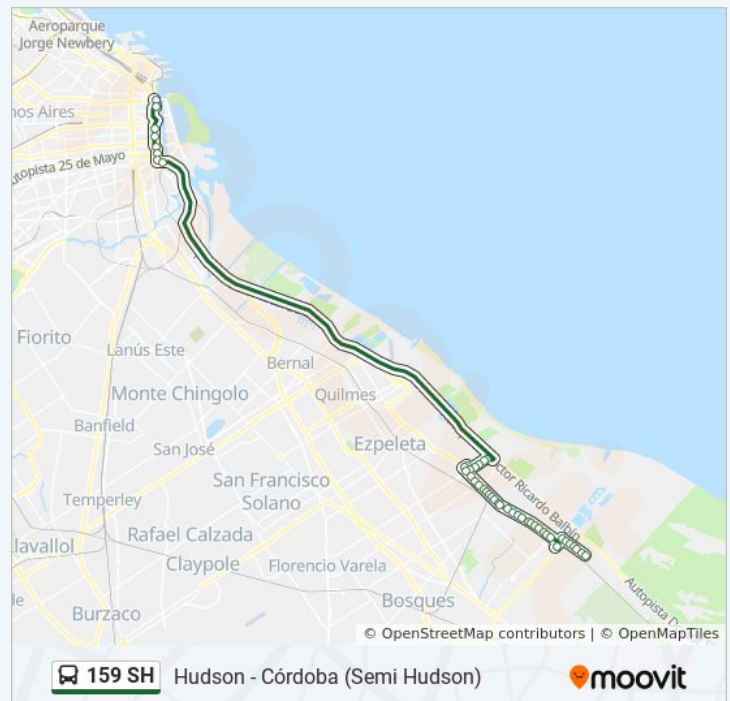 Aeroparque
Jorge Newbery
nos Aires
utopista 25 de Mayo
Fiorito
Lanús Este
Bernal
Monte Chingolo
Quilmes
Banfield
San José
Ezpeleta
San Francisco
Solano
ctor Ricardo Balbín
Temperley
Rafael Calzada
llavallol
Claypole
Florencio Varela
Bosques
Burzaco
Autopista D
© OpenStreetMap contributors | © OpenMapTiles
159 SH
Hudson - Córdoba (Semi Hudson)
moovit